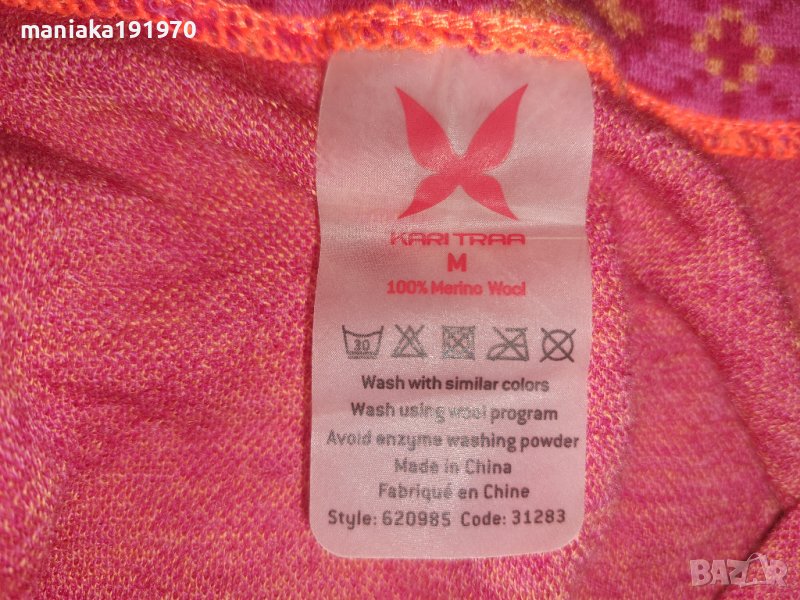 maniaka191970
KARI TRAA
M
100% Merino Wool
30
Wash with similar colors
Wash using wool program
Avoid enzyme washing powder
Made in China
Fabriqué en Chine
Style: 620985 Code: 31283
BAZAR